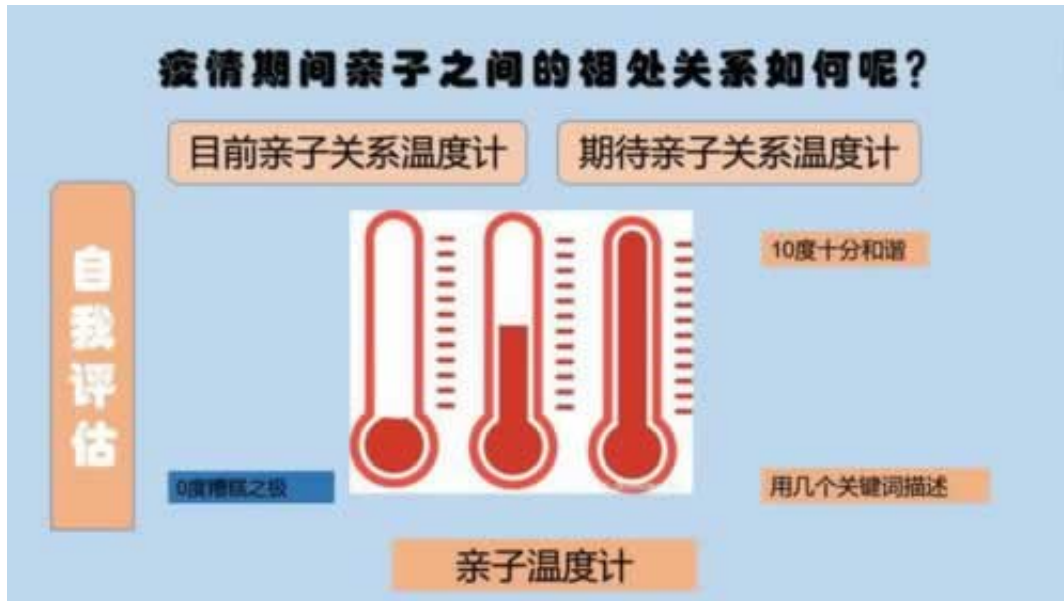 疫情期间亲子之间的相处关系如何呢?
目前亲子关系温度计
期待亲子关系温度计
自我评估
10度十分和谐
0度糟糕之极
用几个关键词描述
亲子温度计